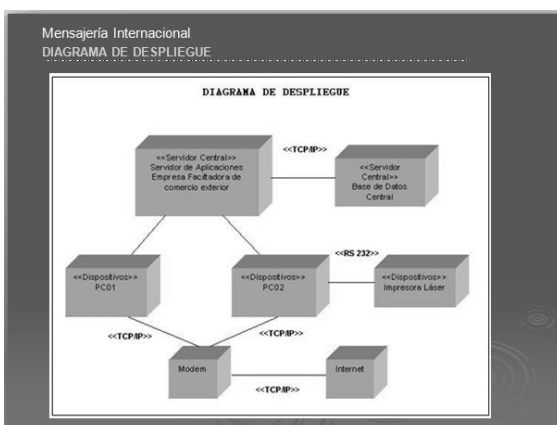 Mensajería Internacional
DIAGRAMA DE DESPLIEGUE
DIAGRAMA DE DESPLIEGUE
<<Servidor Central>>
Servidor de Aplicaciones
Empresa Facilitadora de
comercio exterior
<<TCP/IP>>
<<Servidor
Central>>
Base de Datos
Central
<<Dispositivos>>
PC01
<<Dispositivos>>
PC02
<<RS 232>>
<<Dispositivos>>
Impresora Láser
<<TCP/IP>>
<<TCP/IP>>
Modem
<<TCP/IP>>
Internet